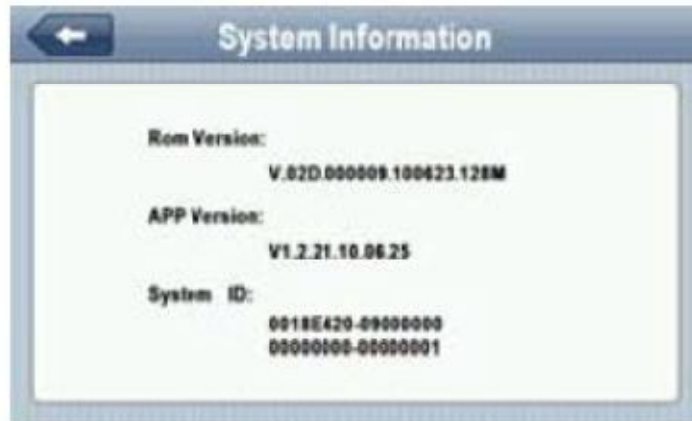 System Information
Rom Version:
V.02D.000009.100623.128M
APP Version:
V1.2.21.10.06.25
System ID:
0018E420-09000000
00000000-00000001